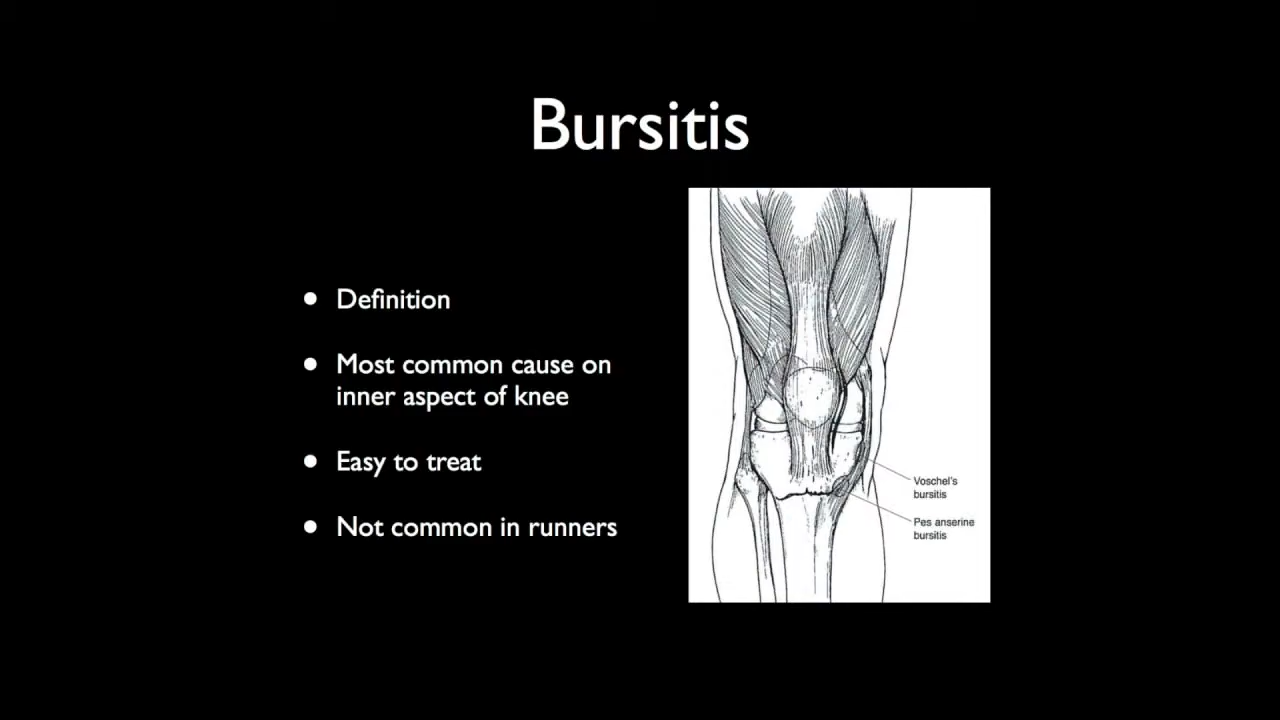 Bursitis
• Definition
• Most common cause on
inner aspect of knee
• Easy to treat
• Not common in runners
Voschel's
bursitis
Pes anserine
bursitis